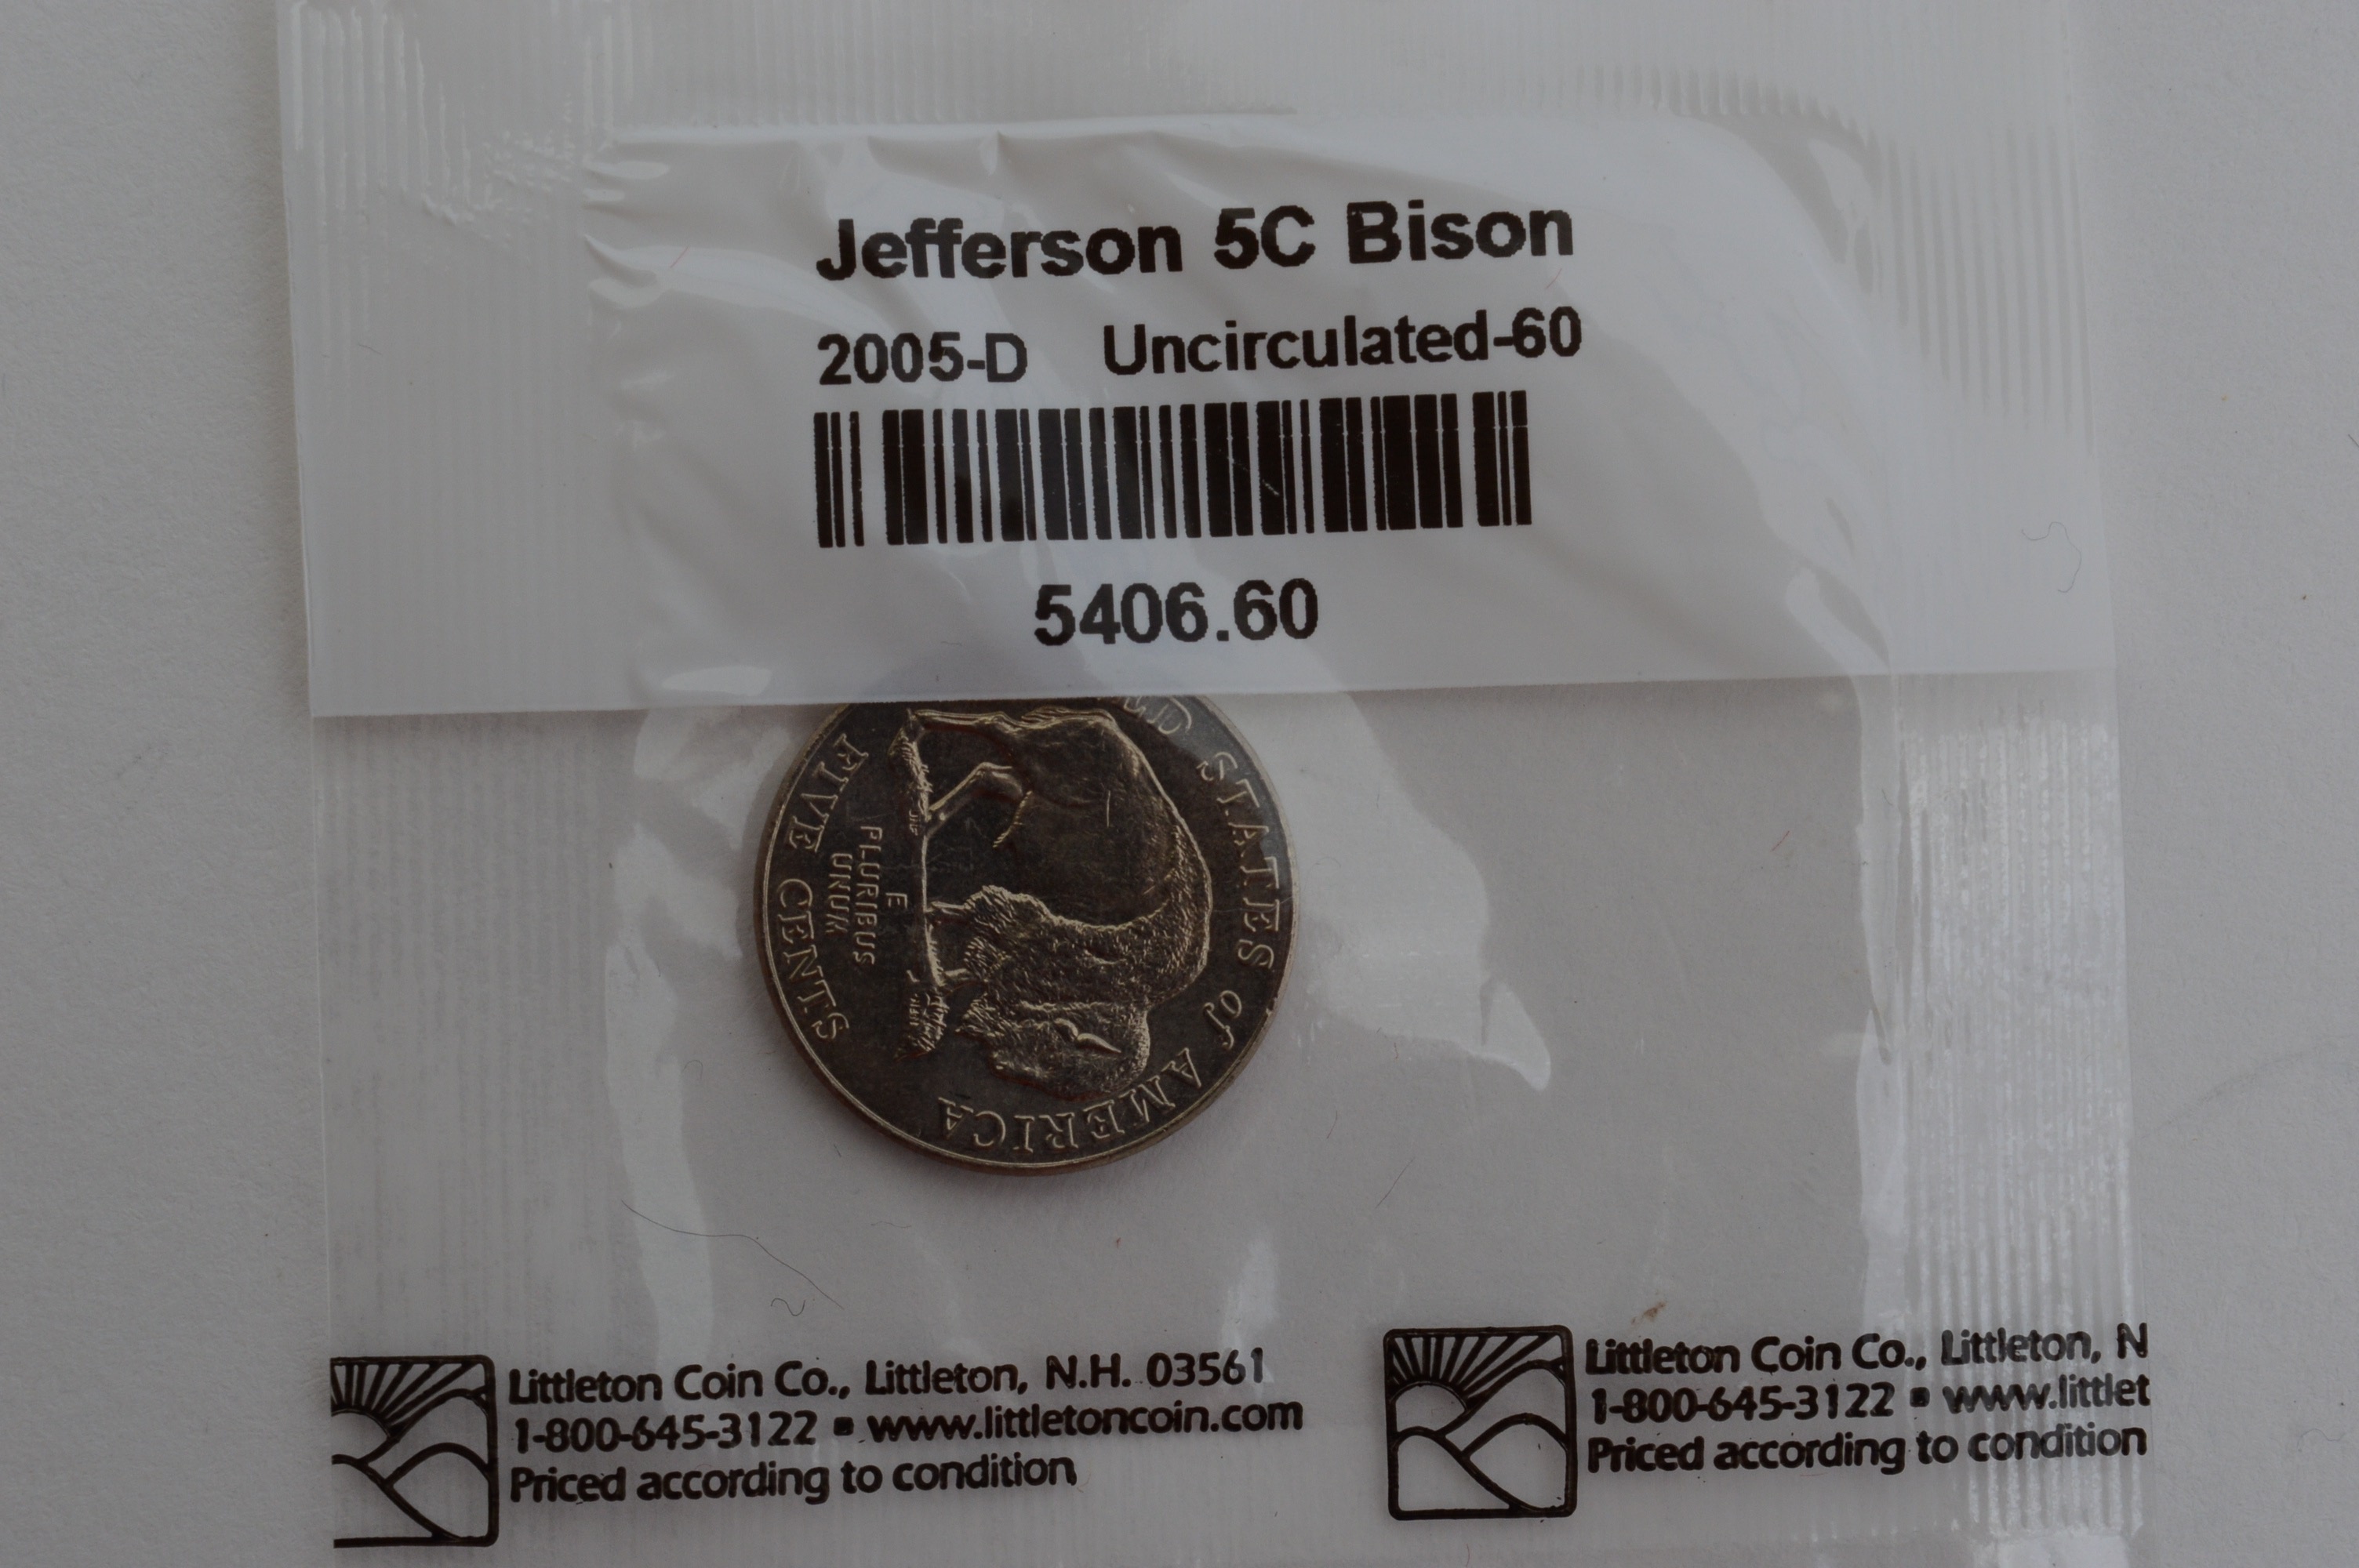 Jefferson 5C Bison
2005-D Uncirculated-60
5406.60
ED STATES of AMERICA
E
PLURIBUS
UNUM
FIVE CENTS
Littleton Coin Co., Littleton, N.H. 03561
1-800-645-3122 ▪ www.littletoncoin.com
Priced according to condition
Littleton Coin Co., Littleton, N
1-800-645-3122 ▪ www.littlet
Priced according to condition